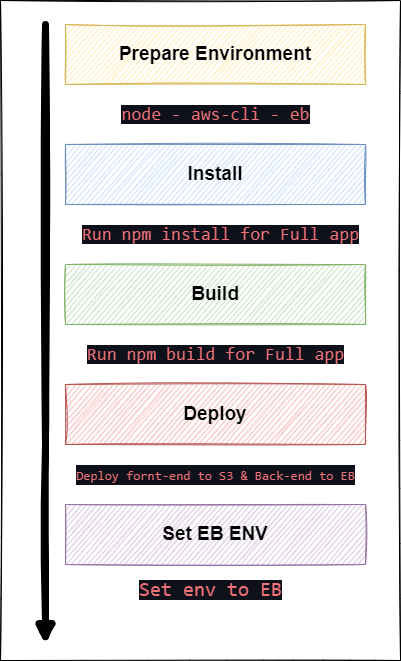 Prepare Environment
node - aws-cli - eb
Install
Run npm install for Full app
Build
Run npm build for Full app
Deploy
Deploy fornt-end to S3 & Back-end to EB
Set EB ENV
Set env to EB